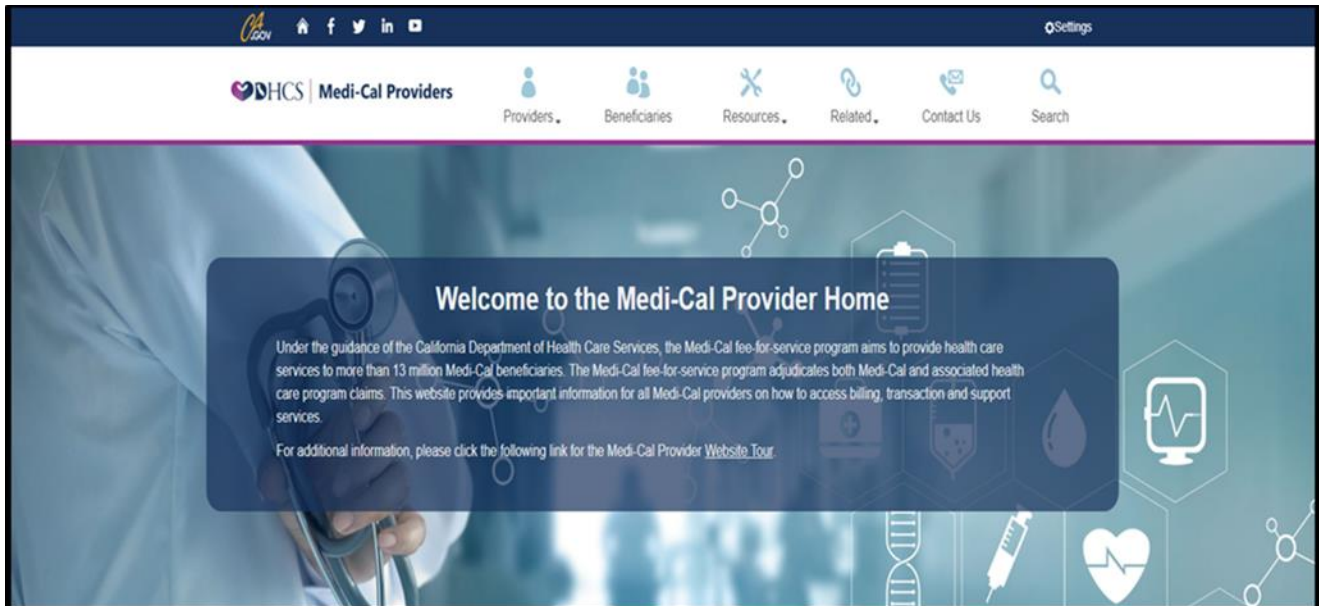 CA.GOV
Settings
DHCS | Medi-Cal Providers
Providers
Beneficiaries
Resources
Related
Contact Us
Search
Welcome to the Medi-Cal Provider Home
Under the guidance of the California Department of Health Care Services, the Medi-Cal fee-for-service program aims to provide health care
services to more than 13 million Medi-Cal beneficiaries. The Medi-Cal fee-for-service program adjudicates both Medi-Cal and associated health
care program claims. This website provides important information for all Medi-Cal providers on how to access billing, transaction and support
services.
For additional information, please click the following link for the Medi-Cal Provider Website Tour.